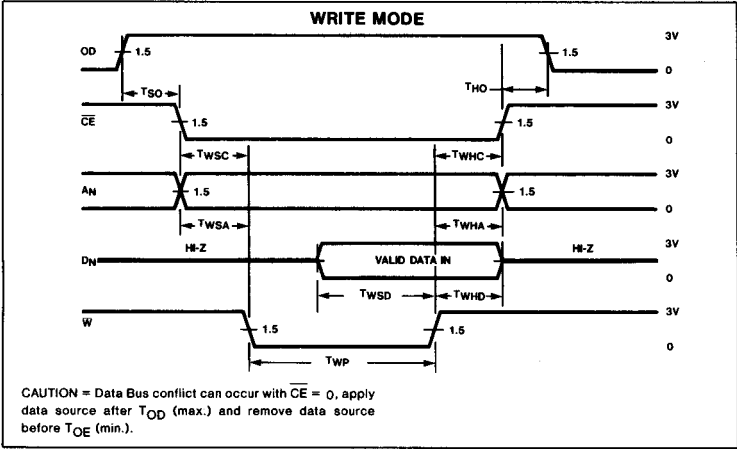 WRITE MODE
OD 1.5 3V
0
TSO THO
CE 1.5 1.5 3V
0
TWSC TWHC
AN 1.5 1.5 3V
0
TWSA TWHA
HI-Z HI-Z
DN VALID DATA IN 3V
0
TWSD TWHD
W 1.5 1.5 3V
0
TWP
CAUTION = Data Bus conflict can occur with CE = 0, apply
data source after TOD (max.) and remove data source
before TOE (min.).